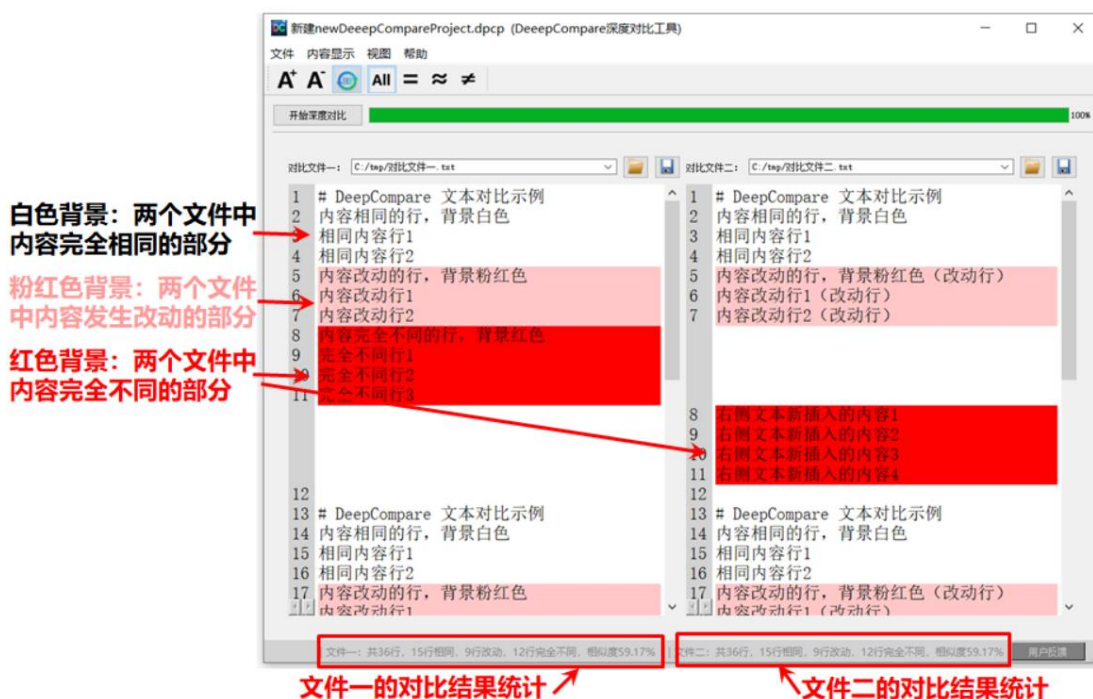 新建newDeeepCompareProject.dpcp (DeeepCompare深度对比工具)
文件 内容显示 视图 帮助
A+ A- All = ≈ ≠
开始深度对比 100%
对比文件一: C:/tmp/对比文件一.txt
对比文件二: C:/tmp/对比文件二.txt
白色背景：两个文件中
内容完全相同的部分
粉红色背景：两个文件
中内容发生改动的部分
红色背景：两个文件中
内容完全不同的部分
1 # DeepCompare 文本对比示例
2 内容相同的行，背景白色
3 相同内容行1
4 相同内容行2
5 内容改动的行，背景粉红色
6 内容改动行1
7 内容改动行2
8 内容完全不同的行，背景红色
9 完全不同行1
10 完全不同行2
11 完全不同行3
12
13 # DeepCompare 文本对比示例
14 内容相同的行，背景白色
15 相同内容行1
16 相同内容行2
17 内容改动的行，背景粉红色
内容改动行1
1 # DeepCompare 文本对比示例
2 内容相同的行，背景白色
3 相同内容行1
4 相同内容行2
5 内容改动的行，背景粉红色（改动行）
6 内容改动行1（改动行）
7 内容改动行2（改动行）
8 右侧文本新插入的内容1
9 右侧文本新插入的内容2
10 右侧文本新插入的内容3
11 右侧文本新插入的内容4
12
13 # DeepCompare 文本对比示例
14 内容相同的行，背景白色
15 相同内容行1
16 相同内容行2
17 内容改动的行，背景粉红色（改动行）
内容改动行1（改动行）
文件一: 共36行, 15行相同, 9行改动, 12行完全不同, 相似度59.17%
文件二: 共36行, 15行相同, 9行改动, 12行完全不同, 相似度59.17%
用户反馈
文件一的对比结果统计
文件二的对比结果统计